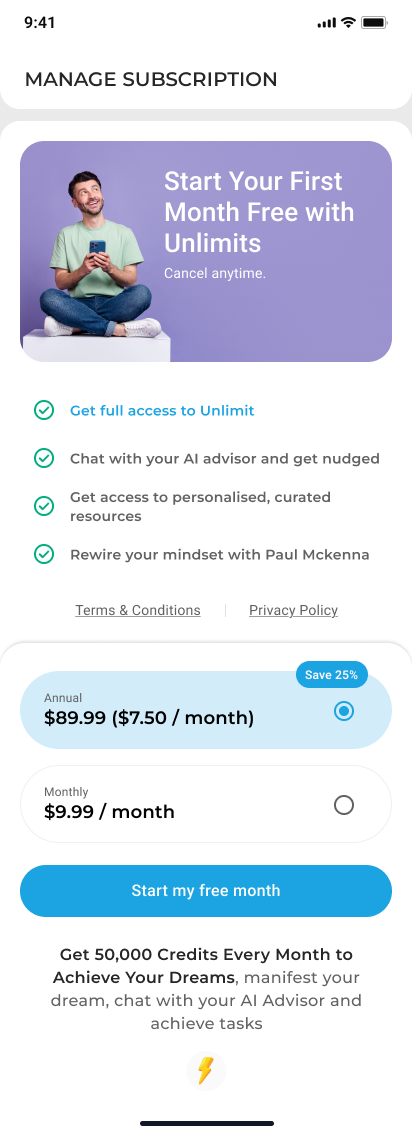 9:41
MANAGE SUBSCRIPTION
Start Your First
Month Free with
Unlimits
Cancel anytime.
Get full access to Unlimit
Chat with your AI advisor and get nudged
Get access to personalised, curated
resources
Rewire your mindset with Paul Mckenna
Terms & Conditions
Privacy Policy
Save 25%
Annual
$89.99 ($7.50 / month)
Monthly
$9.99 / month
Start my free month
Get 50,000 Credits Every Month to
Achieve Your Dreams, manifest your
dream, chat with your AI Advisor and
achieve tasks